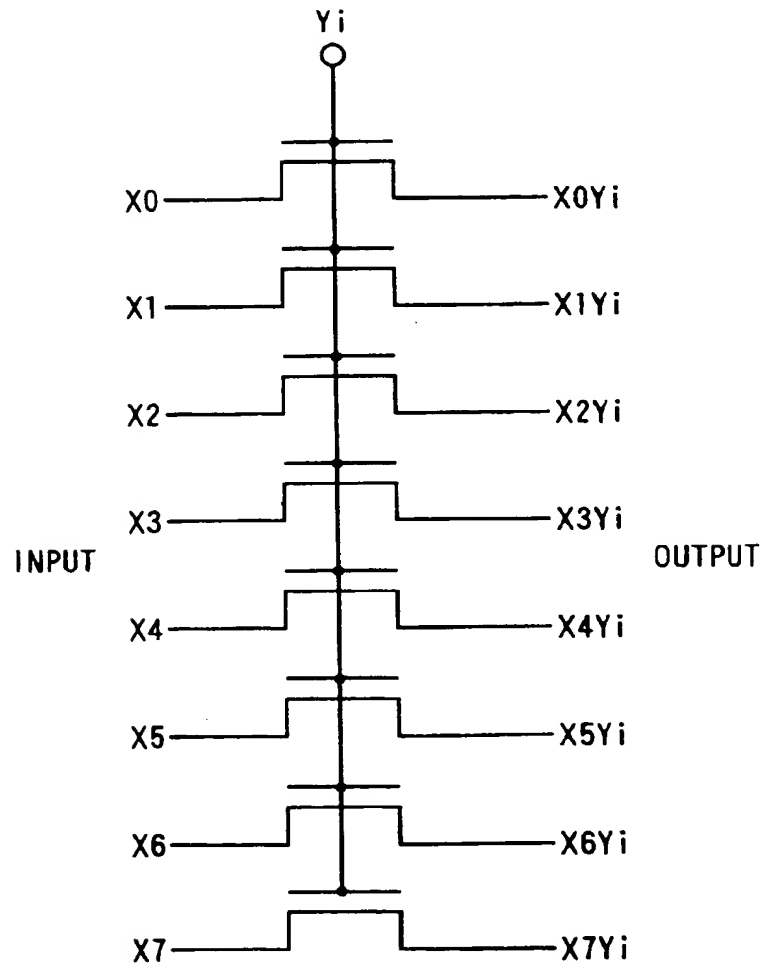 Yi
X0 X0Yi
X1 X1Yi
X2 X2Yi
X3 X3Yi
INPUT OUTPUT
X4 X4Yi
X5 X5Yi
X6 X6Yi
X7 X7Yi